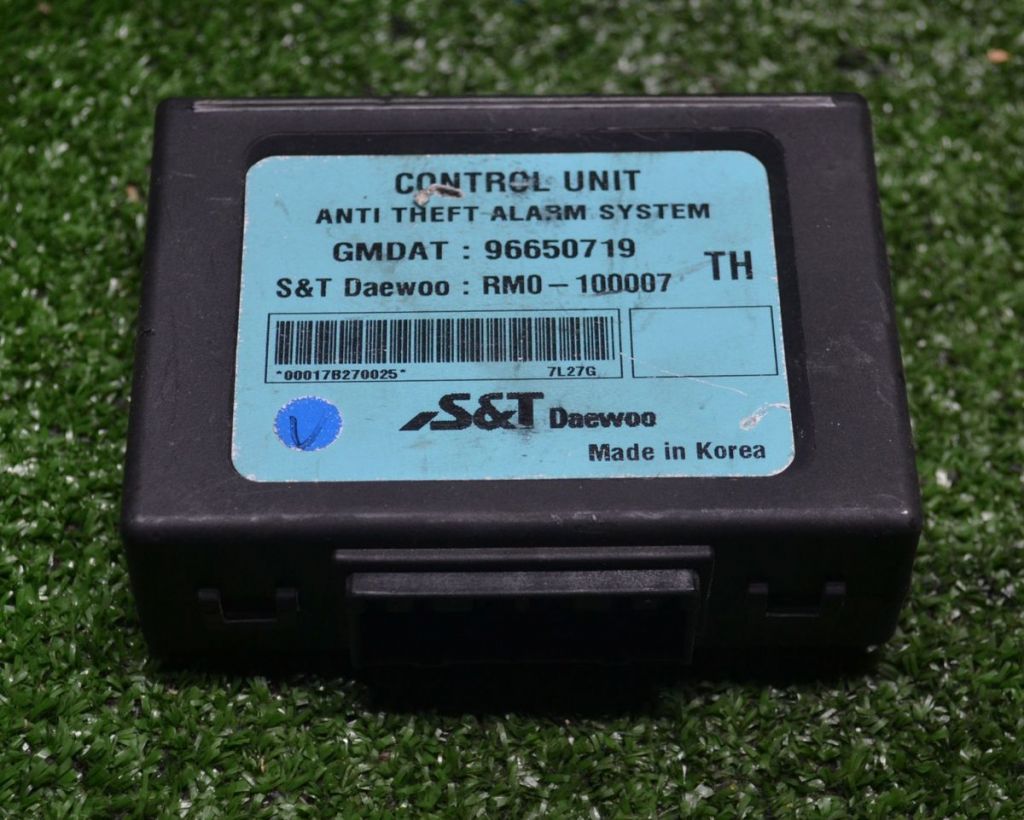 CONTROL UNIT
ANTI THEFT ALARM SYSTEM
GMDAT : 96650719
TH
S&T Daewoo : RM0-100007
*00017B270025* 7L27G
S&T Daewoo
Made in Korea